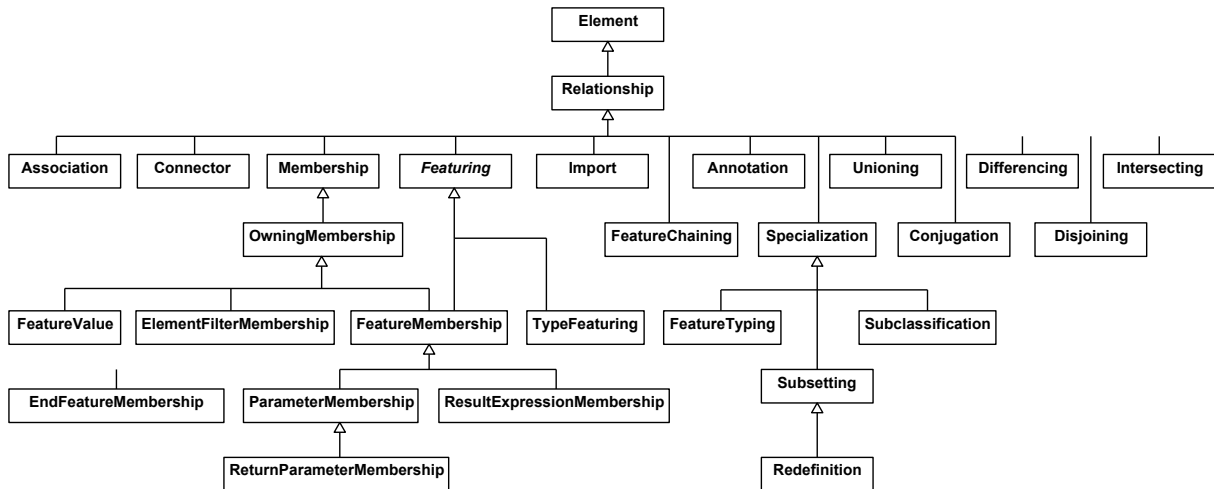 Element
Relationship
Association
Connector
Membership
Featuring
Import
Annotation
Unioning
Differencing
Intersecting
OwningMembership
FeatureChaining
Specialization
Conjugation
Disjoining
FeatureValue
ElementFilterMembership
FeatureMembership
TypeFeaturing
FeatureTyping
Subclassification
EndFeatureMembership
ParameterMembership
ResultExpressionMembership
Subsetting
ReturnParameterMembership
Redefinition